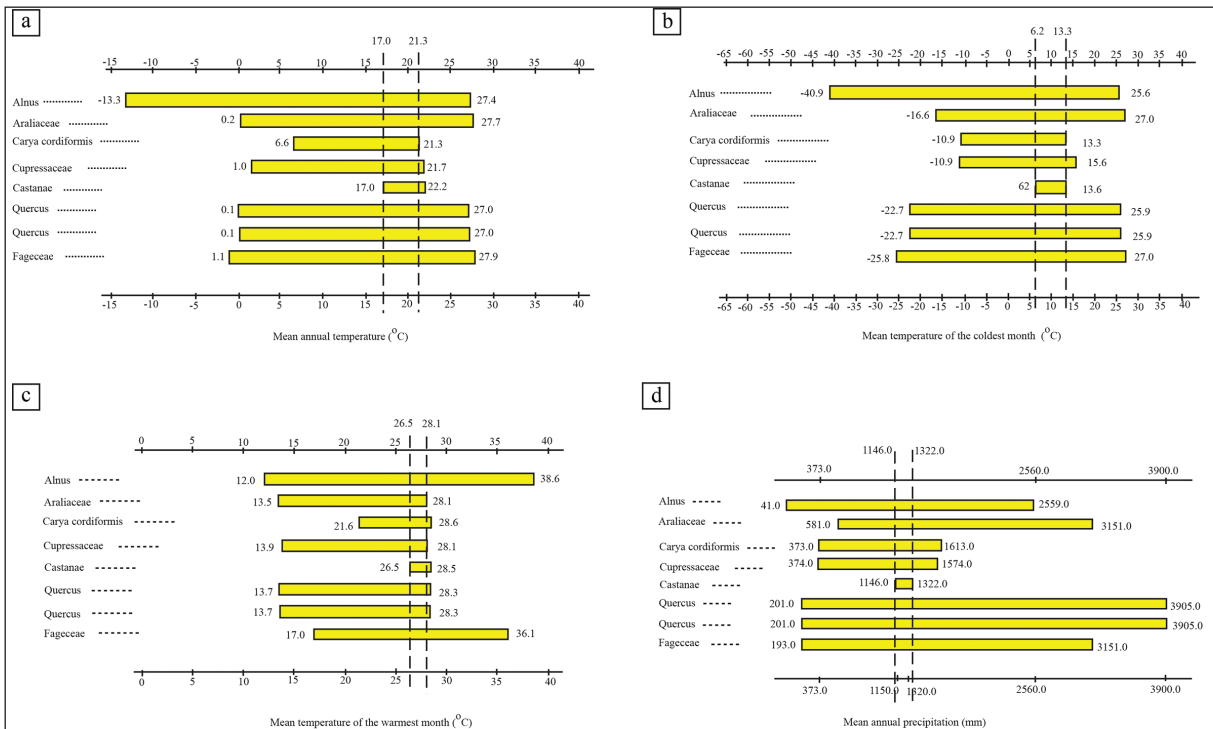 a
17.0 21.3
-15 -10 -5 0 5 10 15 20 25 30 35 40
Alnus -13.3 27.4
Araliaceae 0.2 27.7
Carya cordiformis 6.6 21.3
Cupressaceae 1.0 21.7
Castanae 17.0 22.2
Quercus 0.1 27.0
Quercus 0.1 27.0
Fageceae 1.1 27.9
-15 -10 -5 0 5 10 15 20 25 30 35 40
Mean annual temperature (°C)
b
6.2 13.3
-65 -55 -50 -45 -40 -35 -30 -25 -20 -15 -10 -5 0 5 10 15 20 25 30 35 40
Alnus -40.9 25.6
Araliaceae -16.6 27.0
Carya cordiformis -10.9 13.3
Cupressaceae -10.9 15.6
Castanae 62 13.6
Quercus -22.7 25.9
Quercus -22.7 25.9
Fageceae -25.8 27.0
-65 -55 -50 -45 -40 -35 -30 -25 -20 -15 -10 -5 0 5 10 15 20 25 30 35 40
Mean temperature of the coldest month (°C)
c
26.5 28.1
0 5 10 15 20 25 30 35 40
Alnus 12.0 38.6
Araliaceae 13.5 28.1
Carya cordiformis 21.6 28.6
Cupressaceae 13.9 28.1
Castanae 26.5 28.5
Quercus 13.7 28.3
Quercus 13.7 28.3
Fageceae 17.0 36.1
0 5 10 15 20 25 30 35 40
Mean temperature of the warmest month (°C)
d
1146.0 1322.0
373.0 2560.0 3900.0
Alnus 41.0 2559.0
Araliaceae 581.0 3151.0
Carya cordiformis 373.0 1613.0
Cupressaceae 374.0 1574.0
Castanae 1146.0 1322.0
Quercus 201.0 3905.0
Quercus 201.0 3905.0
Fageceae 193.0 3151.0
373.0 1150.0 1320.0 2560.0 3900.0
Mean annual precipitation (mm)